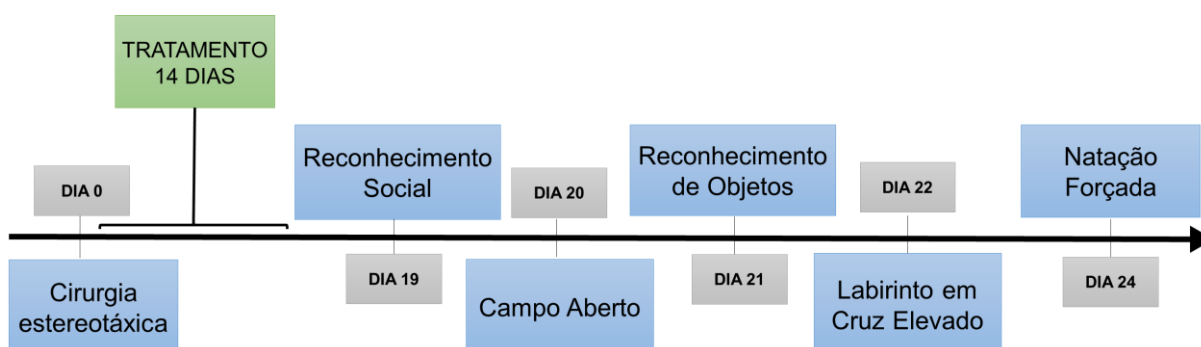 TRATAMENTO
14 DIAS
DIA 0
Cirurgia
estereotáxica
Reconhecimento
Social
DIA 19
DIA 20
Campo Aberto
Reconhecimento
de Objetos
DIA 21
DIA 22
Labirinto em
Cruz Elevado
Natação
Forçada
DIA 24